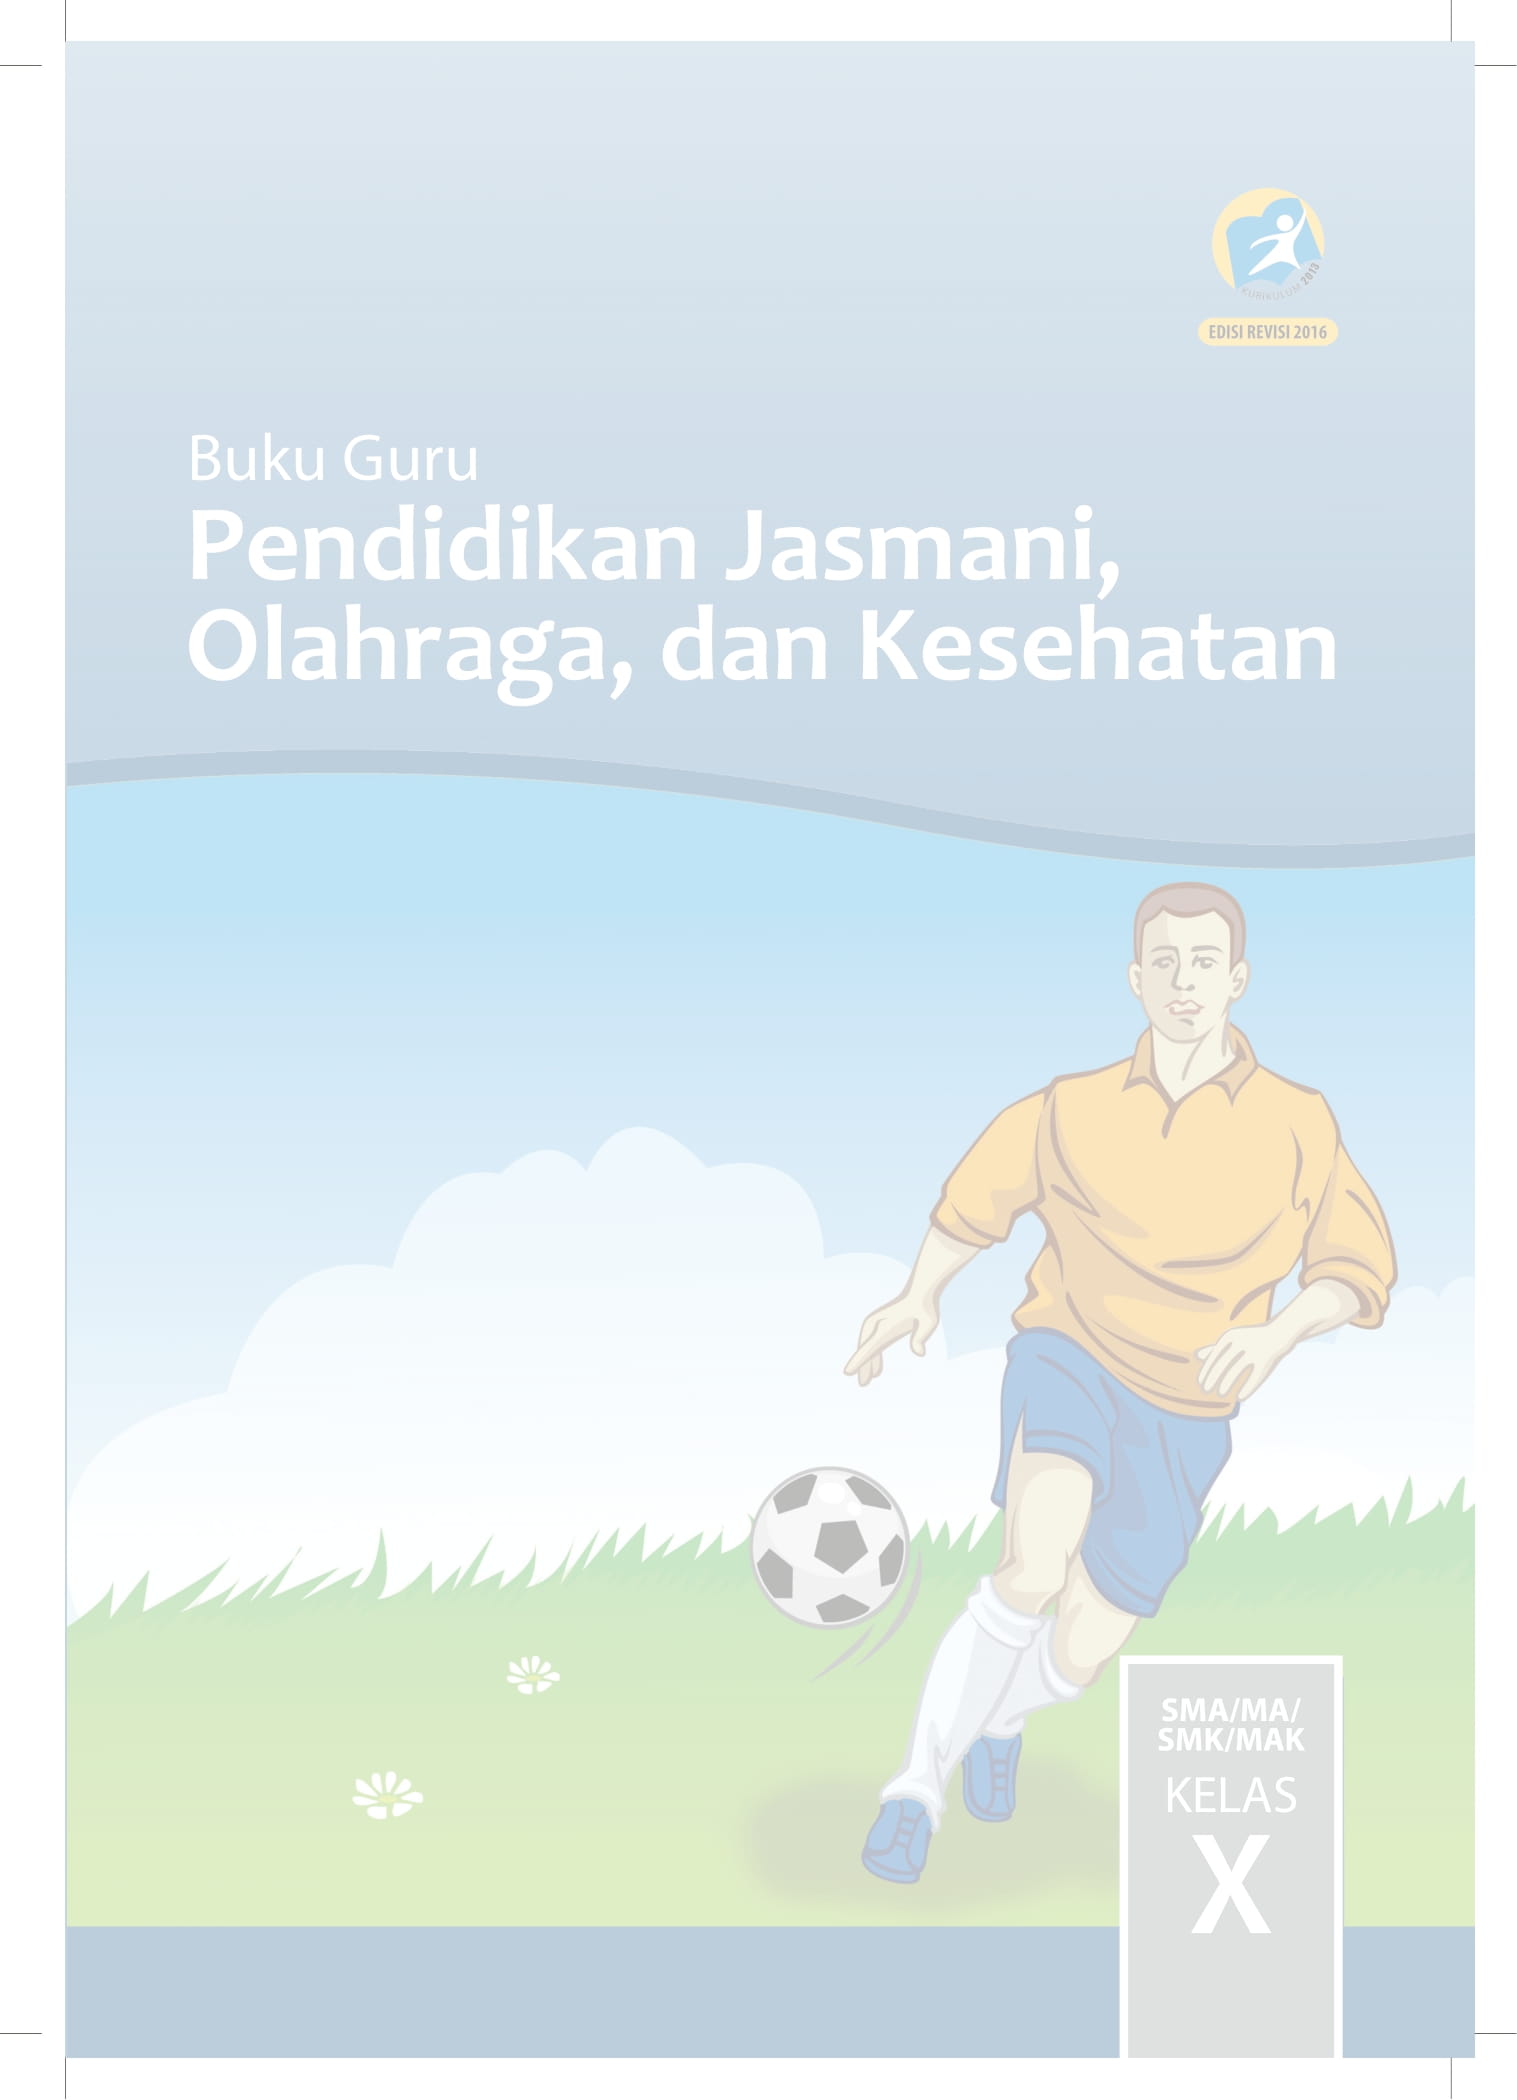 KURIKULUM 2013
EDISI REVISI 2016
Buku Guru
Pendidikan Jasmani,
Olahraga, dan Kesehatan
SMA/MA/
SMK/MAK
KELAS
X